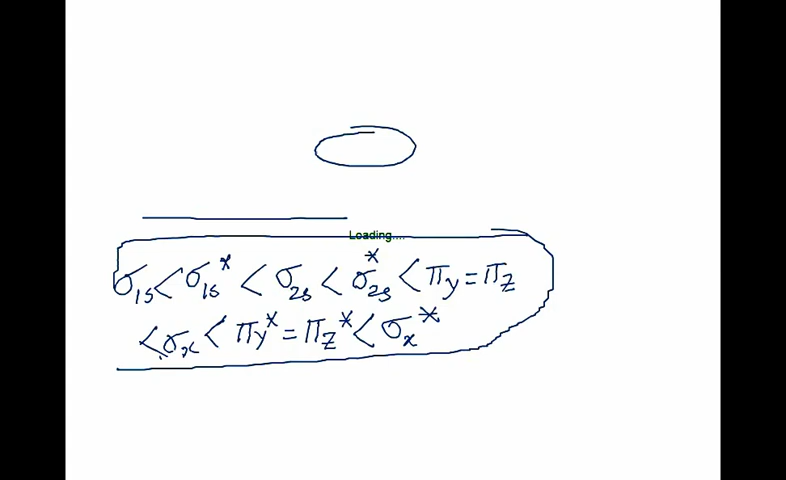 Loading....
σ1s < σ1s* < σ2s < σ2s* < πy = πz
< σx < πy* = πz* < σx*